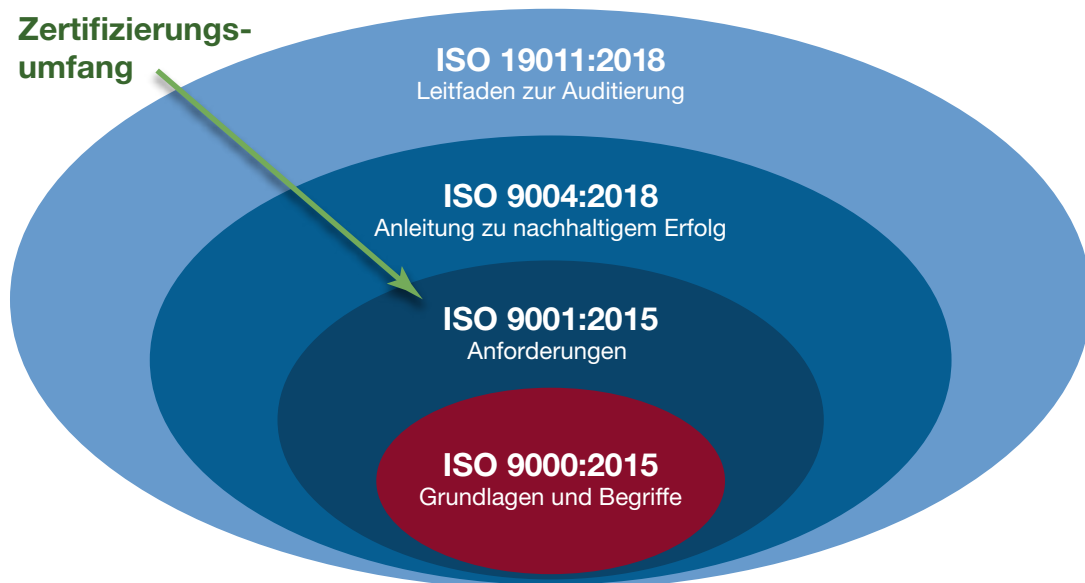 Zertifizierungs-
umfang
ISO 19011:2018
Leitfaden zur Auditierung
ISO 9004:2018
Anleitung zu nachhaltigem Erfolg
ISO 9001:2015
Anforderungen
ISO 9000:2015
Grundlagen und Begriffe